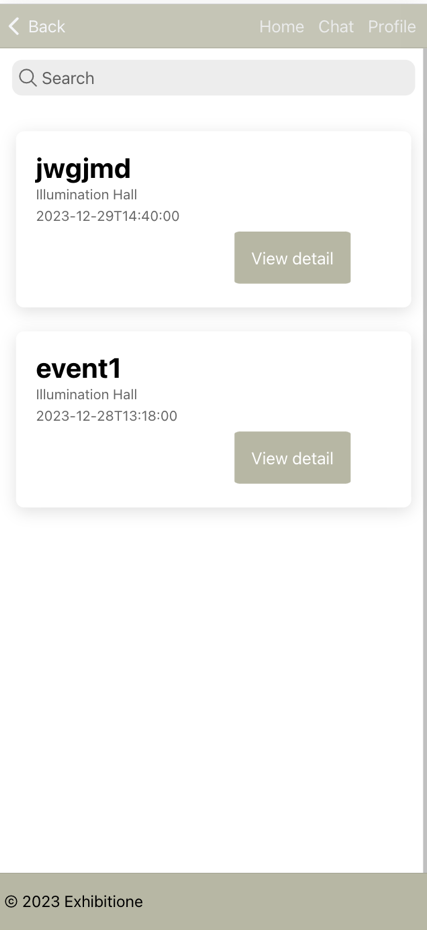 Back Home Chat Profile
Search
jwgjmd
Illumination Hall
2023-12-29T14:40:00
View detail
event1
Illumination Hall
2023-12-28T13:18:00
View detail
© 2023 Exhibitione